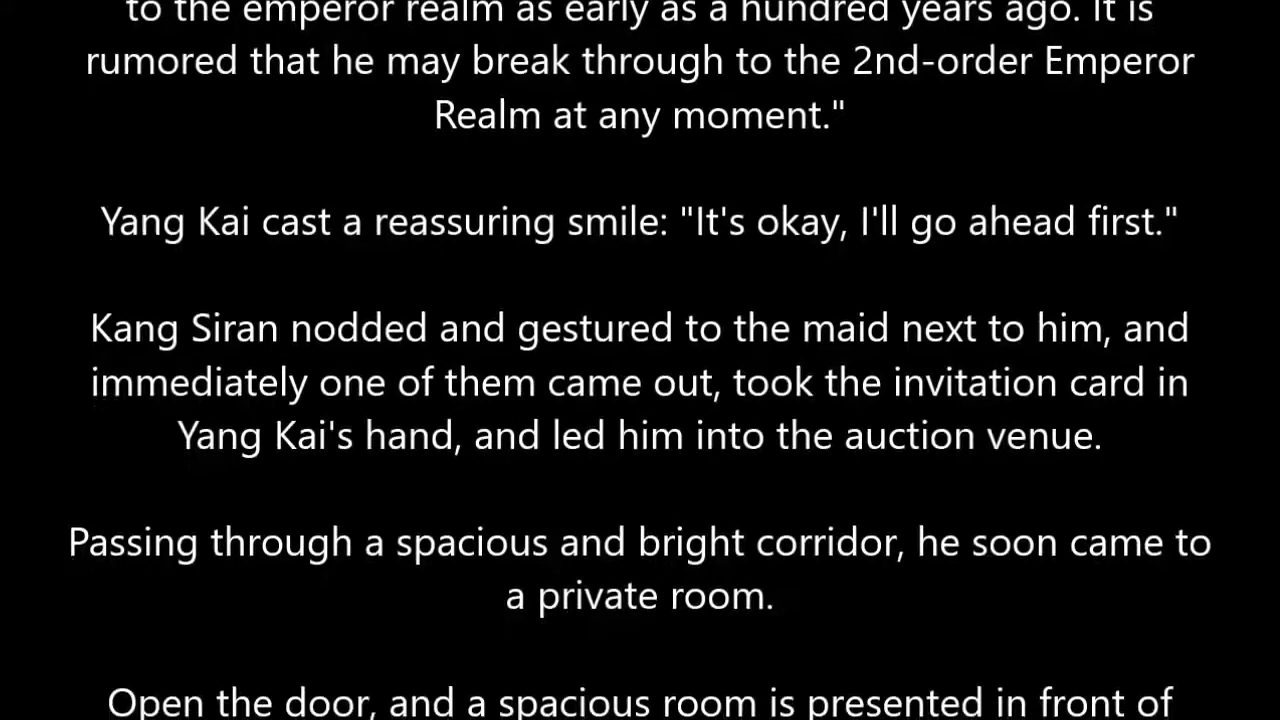 to the emperor realm as early as a hundred years ago. It is
rumored that he may break through to the 2nd-order Emperor
Realm at any moment."
Yang Kai cast a reassuring smile: "It's okay, I'll go ahead first."
Kang Siran nodded and gestured to the maid next to him, and
immediately one of them came out, took the invitation card in
Yang Kai's hand, and led him into the auction venue.
Passing through a spacious and bright corridor, he soon came to
a private room.
Open the door, and a spacious room is presented in front of